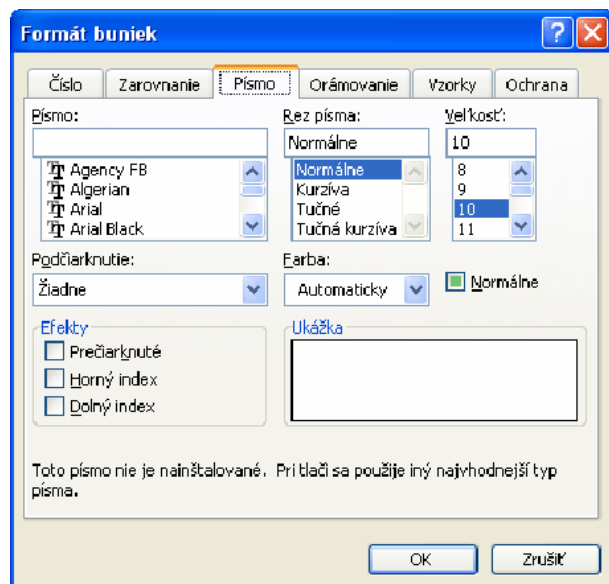 Formát buniek
Číslo Zarovnanie Písmo Orámovanie Vzorky Ochrana
Písmo: Rez písma: Veľkosť:
Normálne 10
Agency FB Normálne 8
Algerian Kurzíva 9
Arial Tučné 10
Arial Black Tučná kurzíva 11
Podčiarknutie: Farba:
Žiadne Automaticky Normálne
Efekty Ukážka
Prečiarknuté
Horný index
Dolný index
Toto písmo nie je nainštalované. Pri tlači sa použije iný najvhodnejší typ
písma.
OK Zrušiť